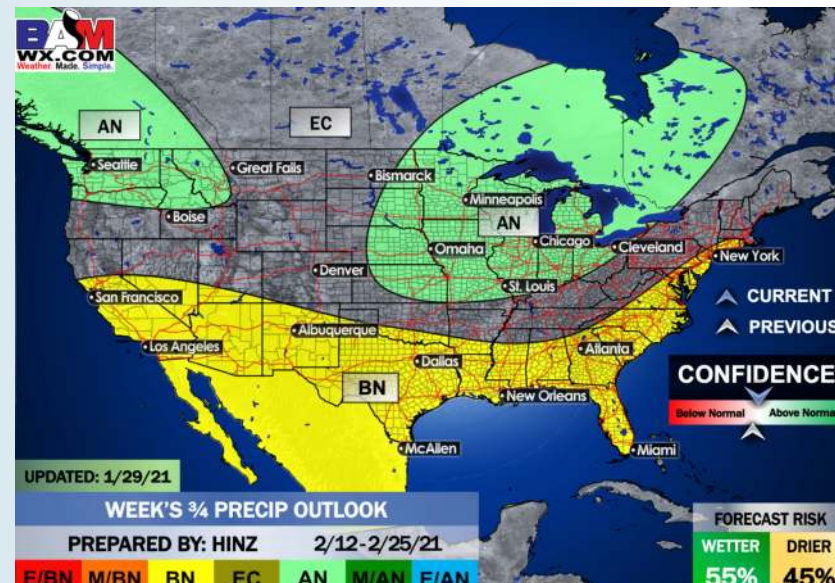 BAM
WX.COM
Weather. Made. Simple.
AN
EC
Seattle
Great Falls
Bismarck
Minneapolis
Boise
AN
Omaha
Chicago
Cleveland
New York
Denver
St. Louis
San Francisco
CURRENT
PREVIOUS
Albuquerque
Los Angeles
Dallas
Atlanta
CONFIDENCE
Below Normal
Above Norma
BN
New Orleans
McAllen
Miami
UPDATED: 1/29/21
WEEK'S ¾ PRECIP OUTLOOK
PREPARED BY: HINZ 2/12-2/25/21
F/BN M/BN BN EC AN M/AN F/AN
FORECAST RISK
WETTER DRIER
55% 45%